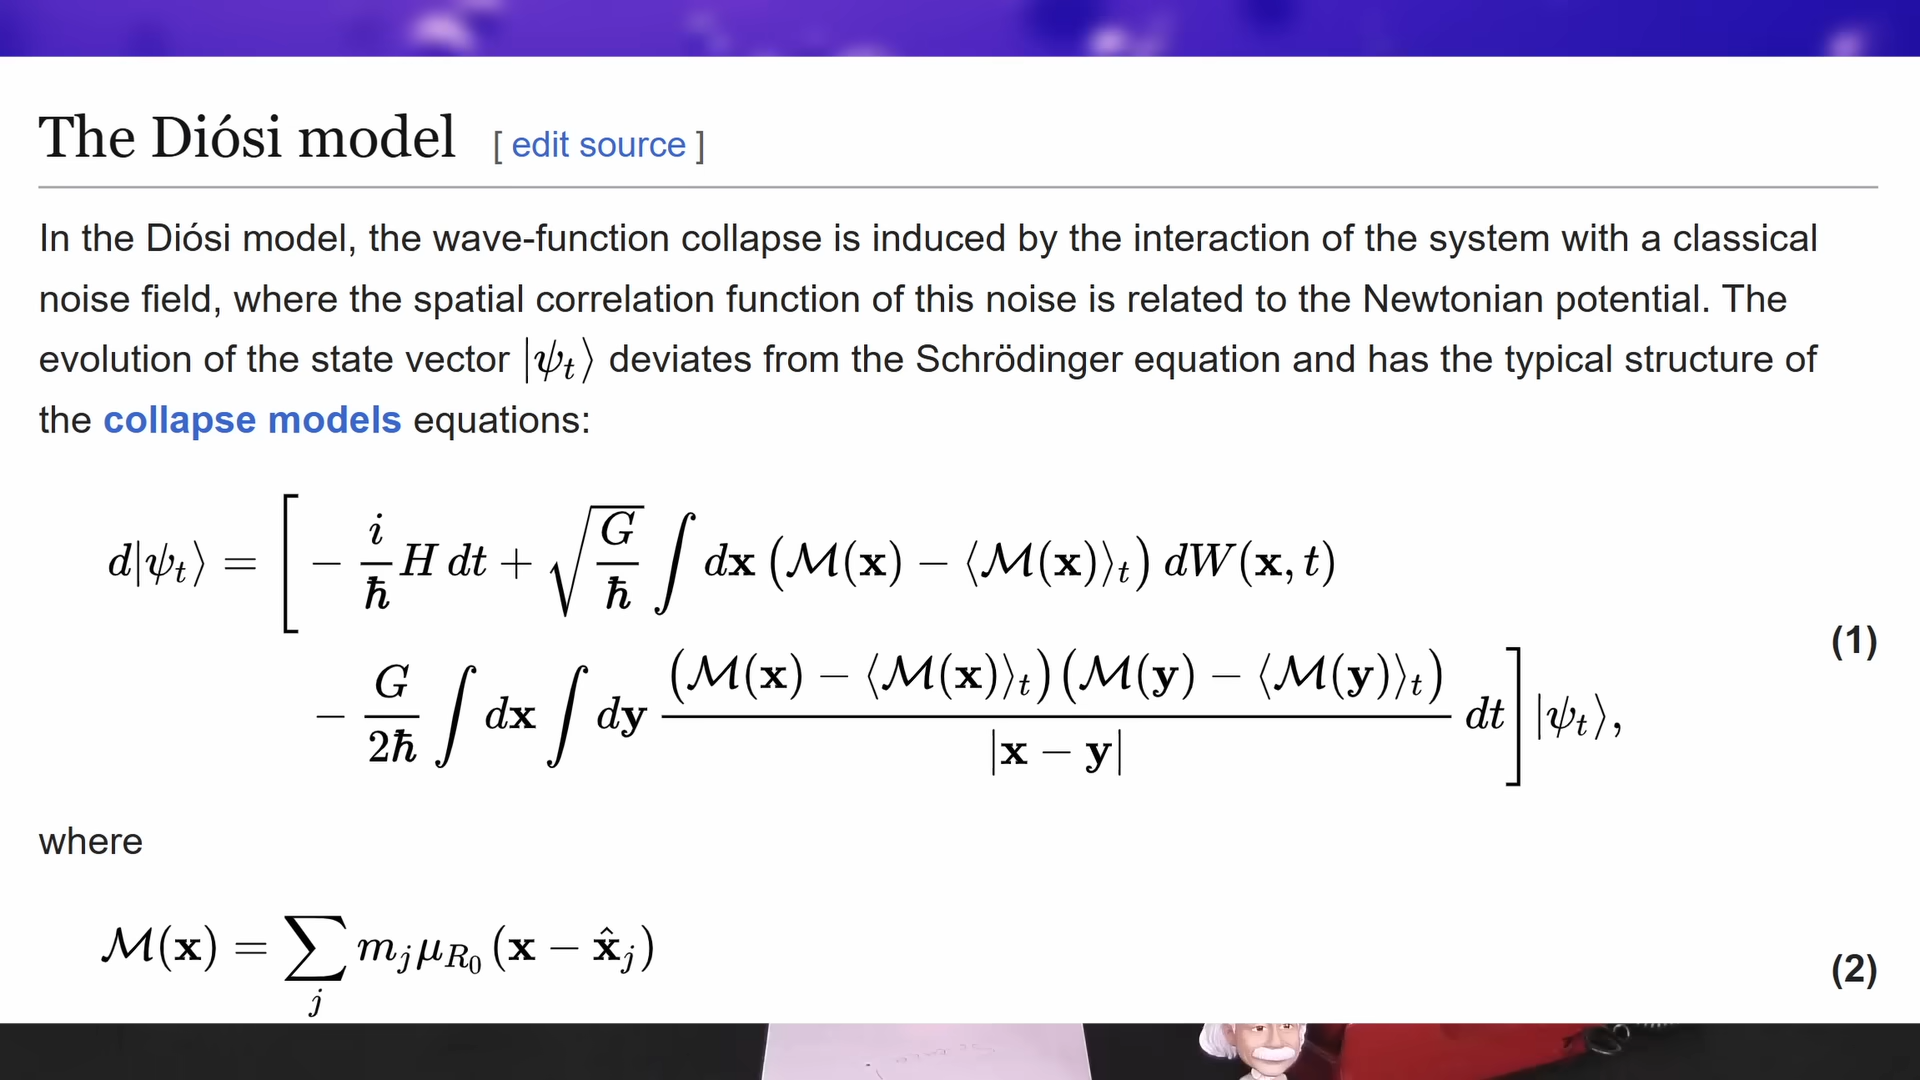 The Diósi model [ edit source ]
In the Diósi model, the wave-function collapse is induced by the interaction of the system with a classical
noise field, where the spatial correlation function of this noise is related to the Newtonian potential. The
evolution of the state vector |ψ_t⟩ deviates from the Schrödinger equation and has the typical structure of
the collapse models equations:
d|ψ_t⟩ = [ − i/ħ H dt + √(G/ħ) ∫ dx (ℳ(x) − ⟨ℳ(x)⟩_t) dW(x, t)
− G/2ħ ∫ dx ∫ dy (ℳ(x) − ⟨ℳ(x)⟩_t)(ℳ(y) − ⟨ℳ(y)⟩_t) / |x − y| dt ] |ψ_t⟩,
(1)
where
ℳ(x) = ∑_j m_j μ_{R_0} (x − x̂_j)
(2)